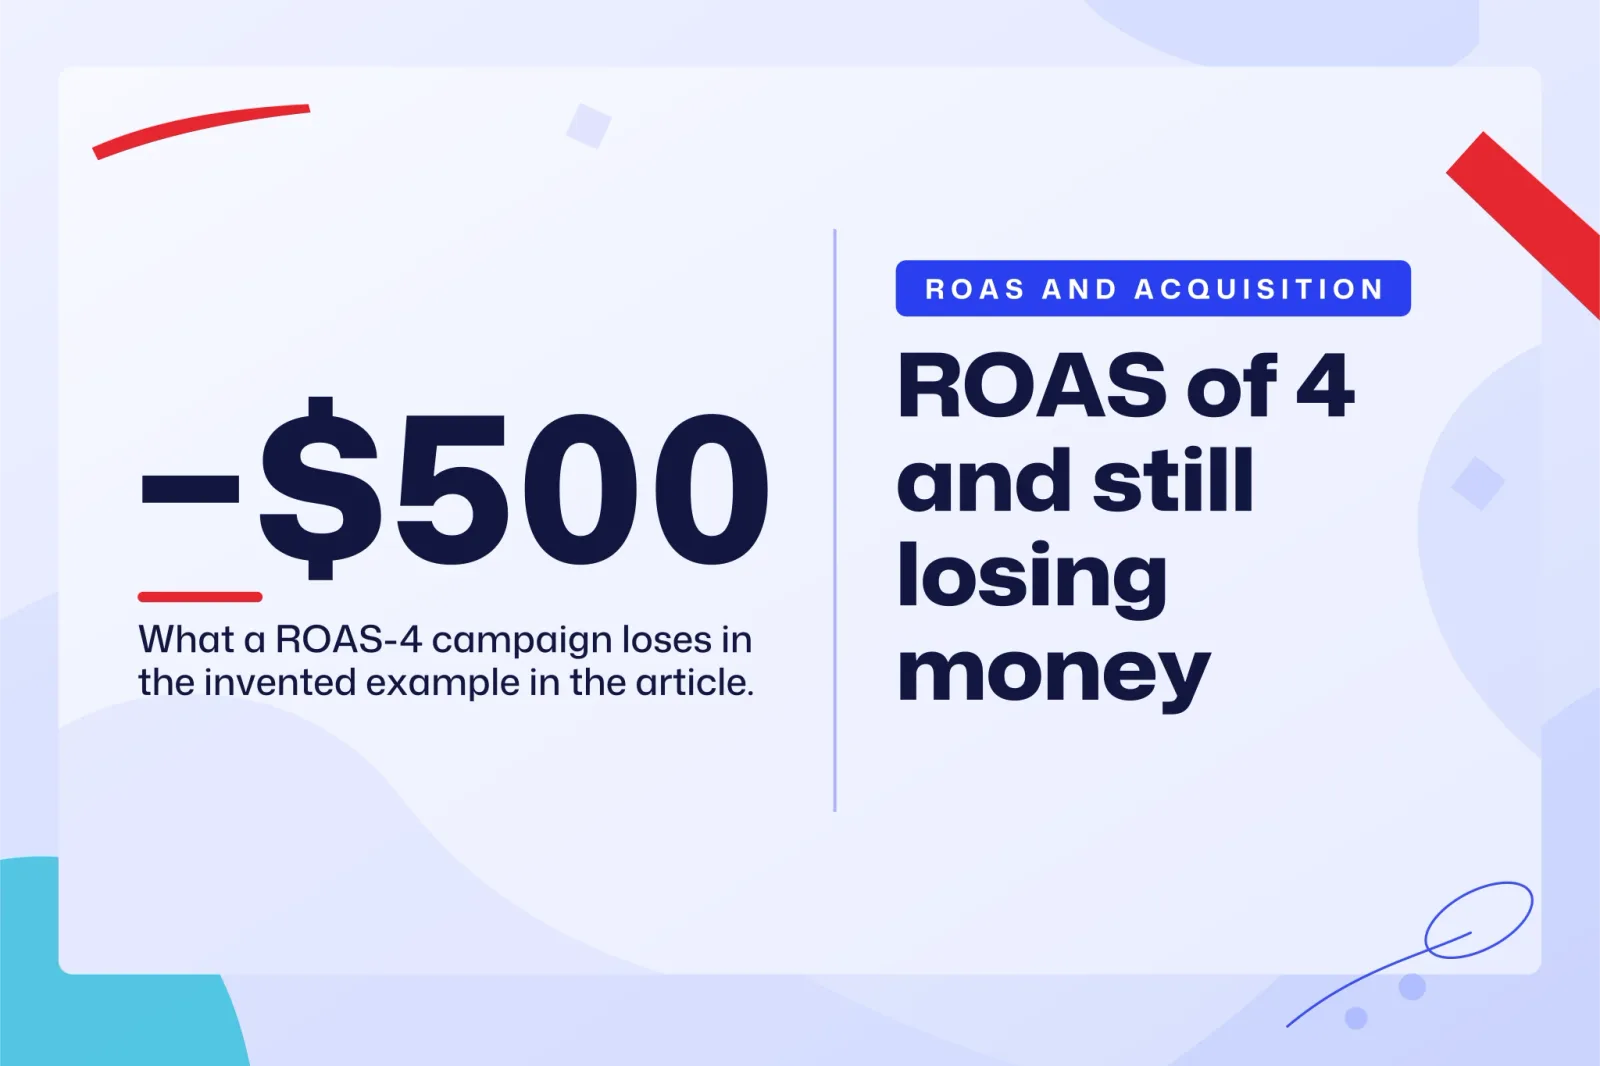 –$500
What a ROAS-4 campaign loses in
the invented example in the article.
ROAS AND ACQUISITION
ROAS of 4
and still
losing
money